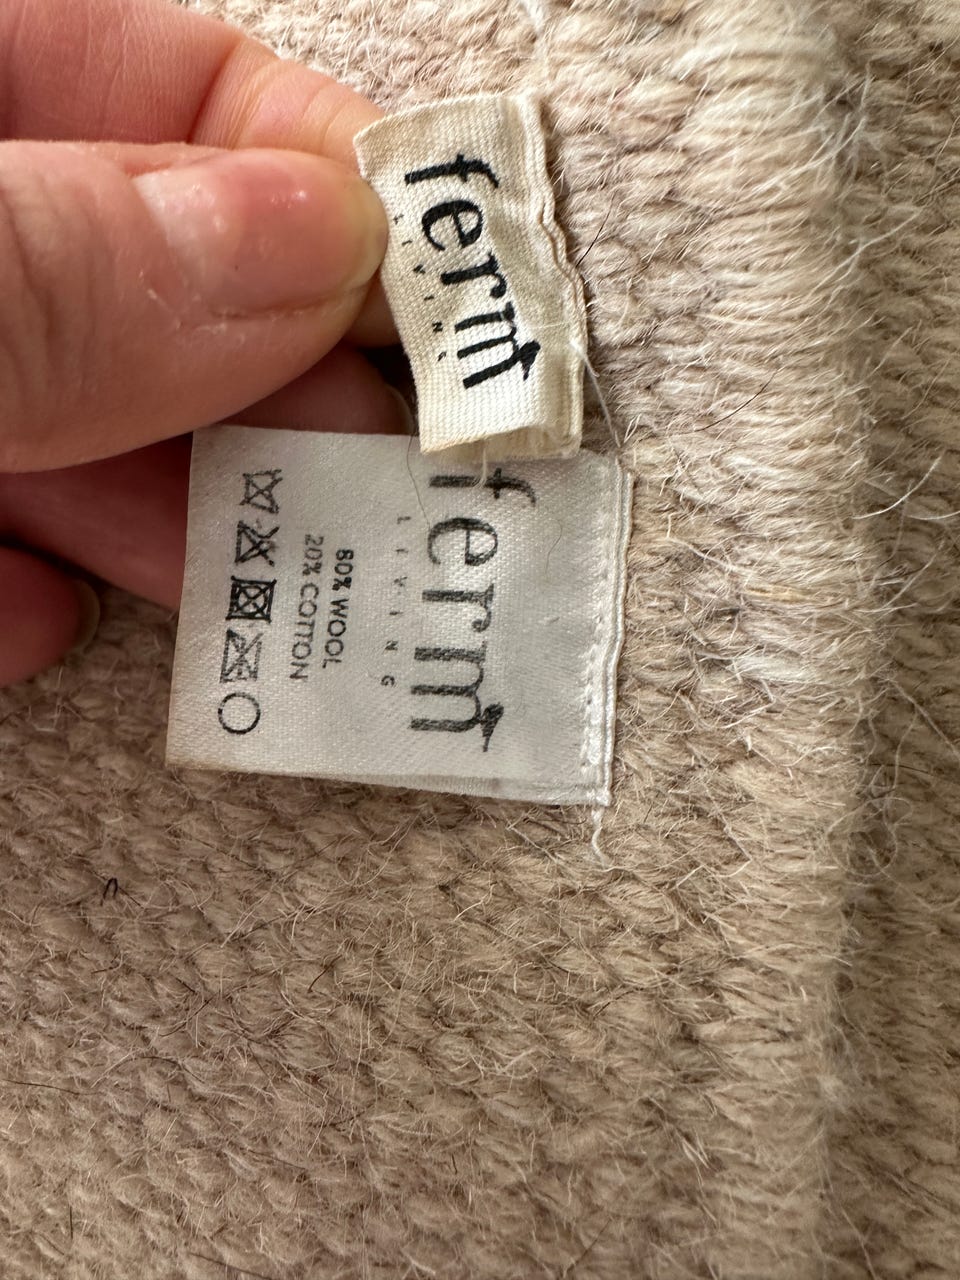 ferm
LIVING
ferm
LIVING
80% WOOL
20% COTTON